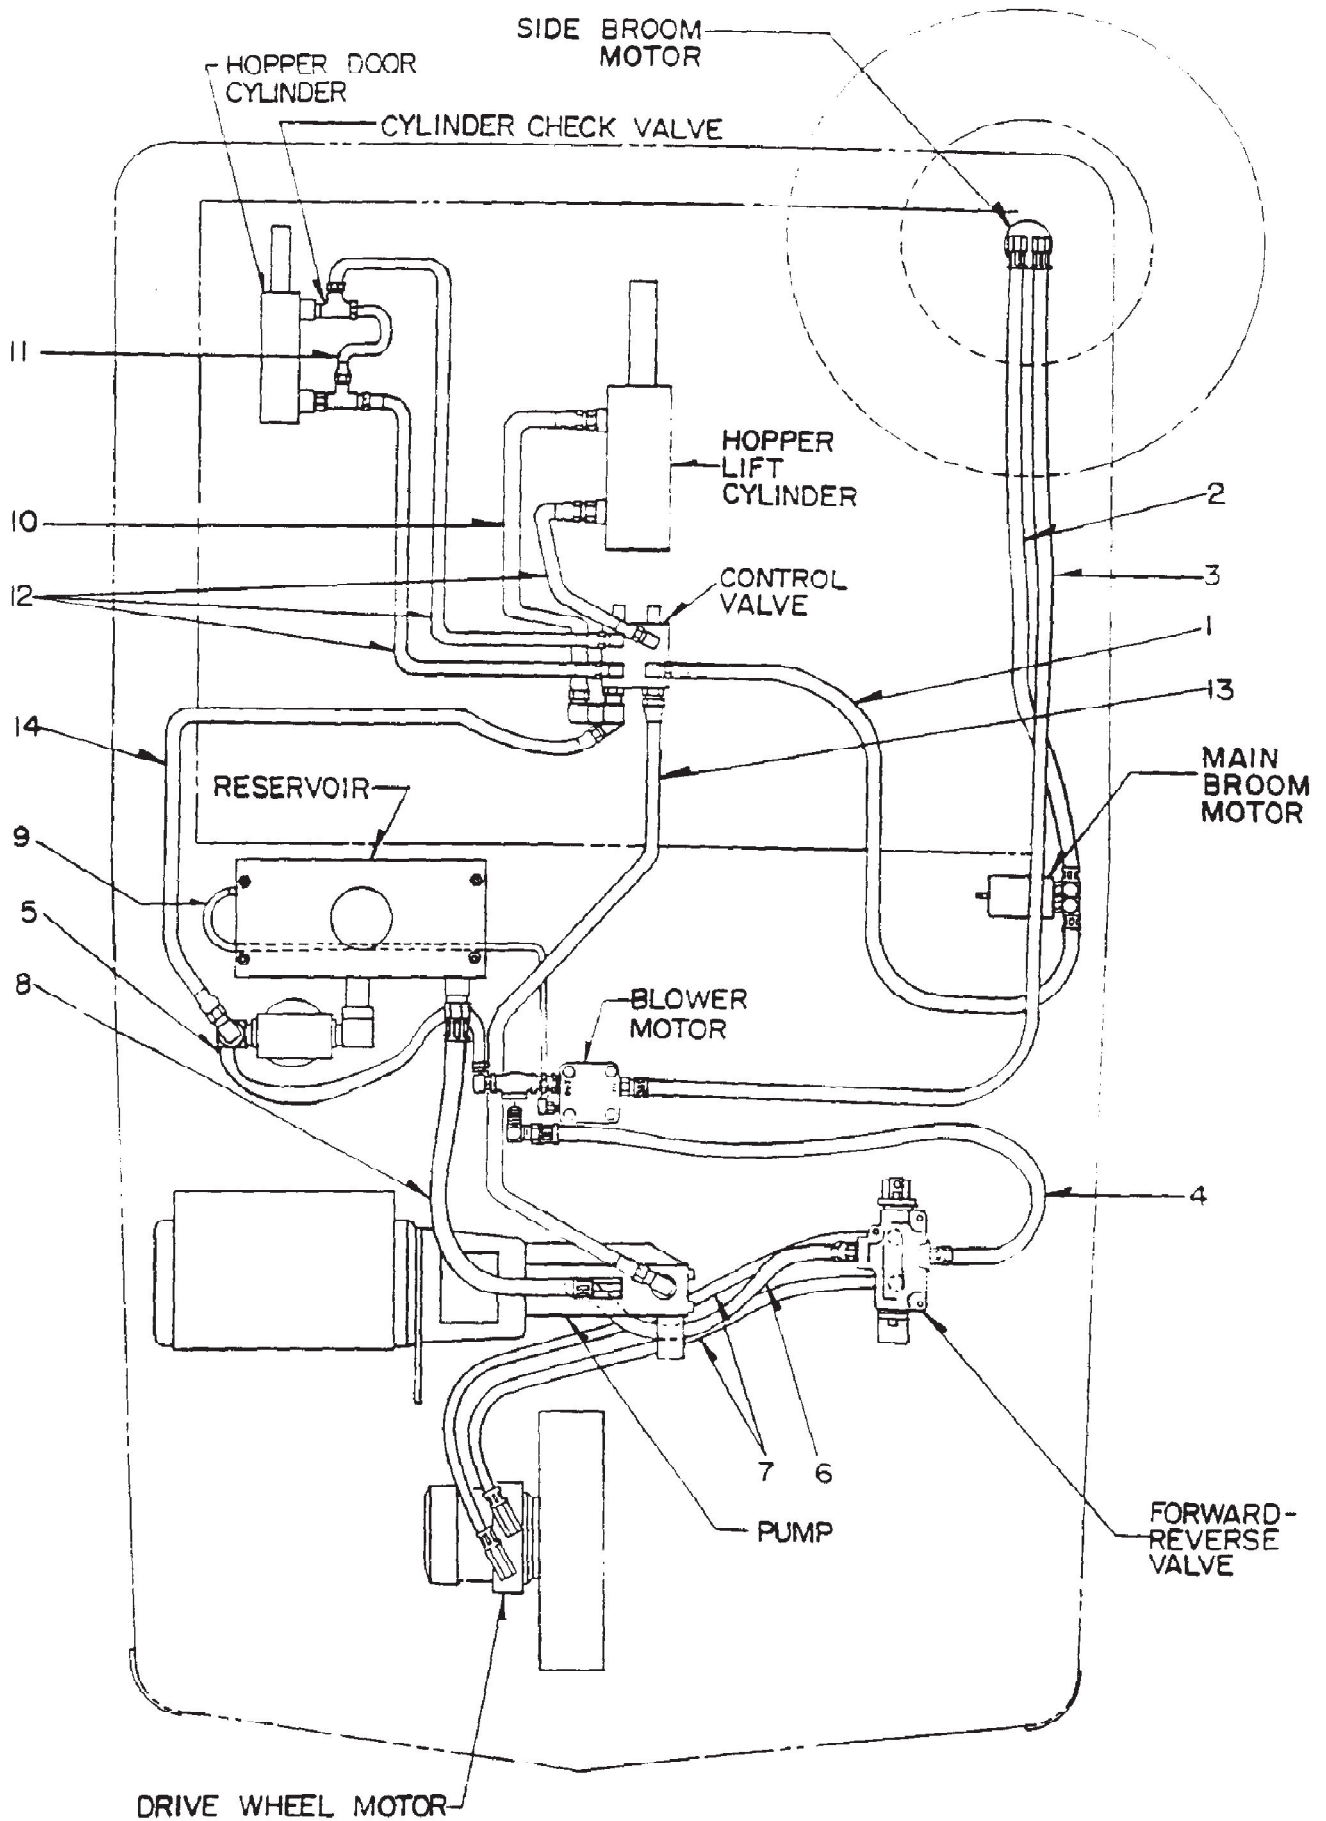 SIDE BROOM
MOTOR
HOPPER DOOR
CYLINDER
CYLINDER CHECK VALVE
11
HOPPER
LIFT
CYLINDER
10
2
12
CONTROL
VALVE
3
1
13
14
RESERVOIR
MAIN
BROOM
MOTOR
9
5
8
BLOWER
MOTOR
4
7
6
PUMP
FORWARD-
REVERSE
VALVE
DRIVE WHEEL MOTOR